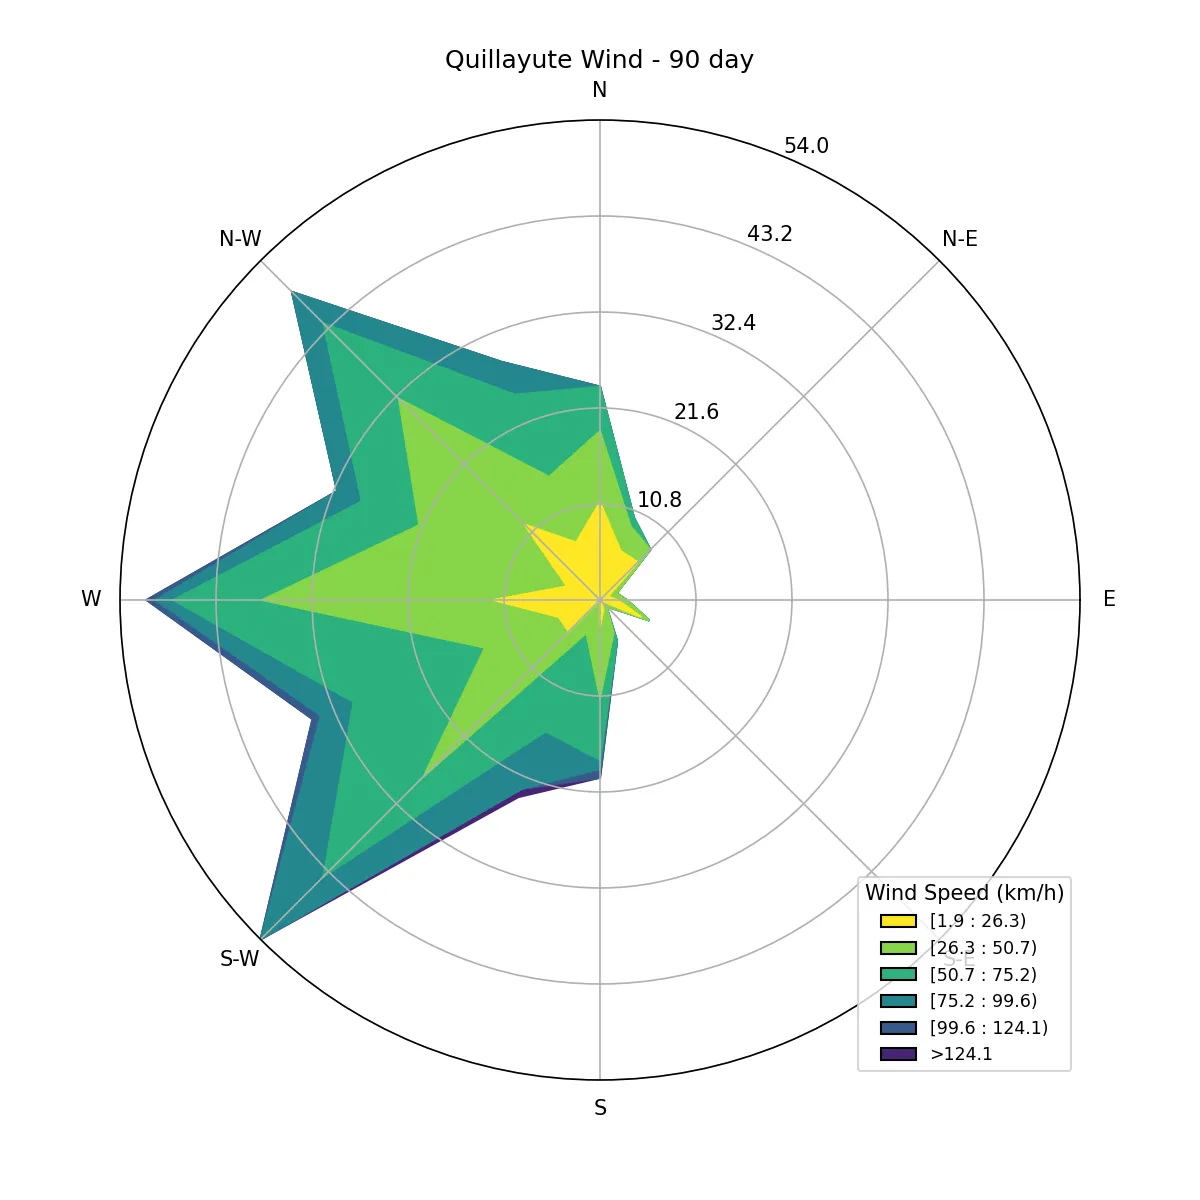 Quillayute Wind - 90 day
N
54.0
N-W
N-E
43.2
32.4
21.6
10.8
W
E
S-W
S-E
S
Wind Speed (km/h)
[1.9 : 26.3)
[26.3 : 50.7)
[50.7 : 75.2)
[75.2 : 99.6)
[99.6 : 124.1)
>124.1